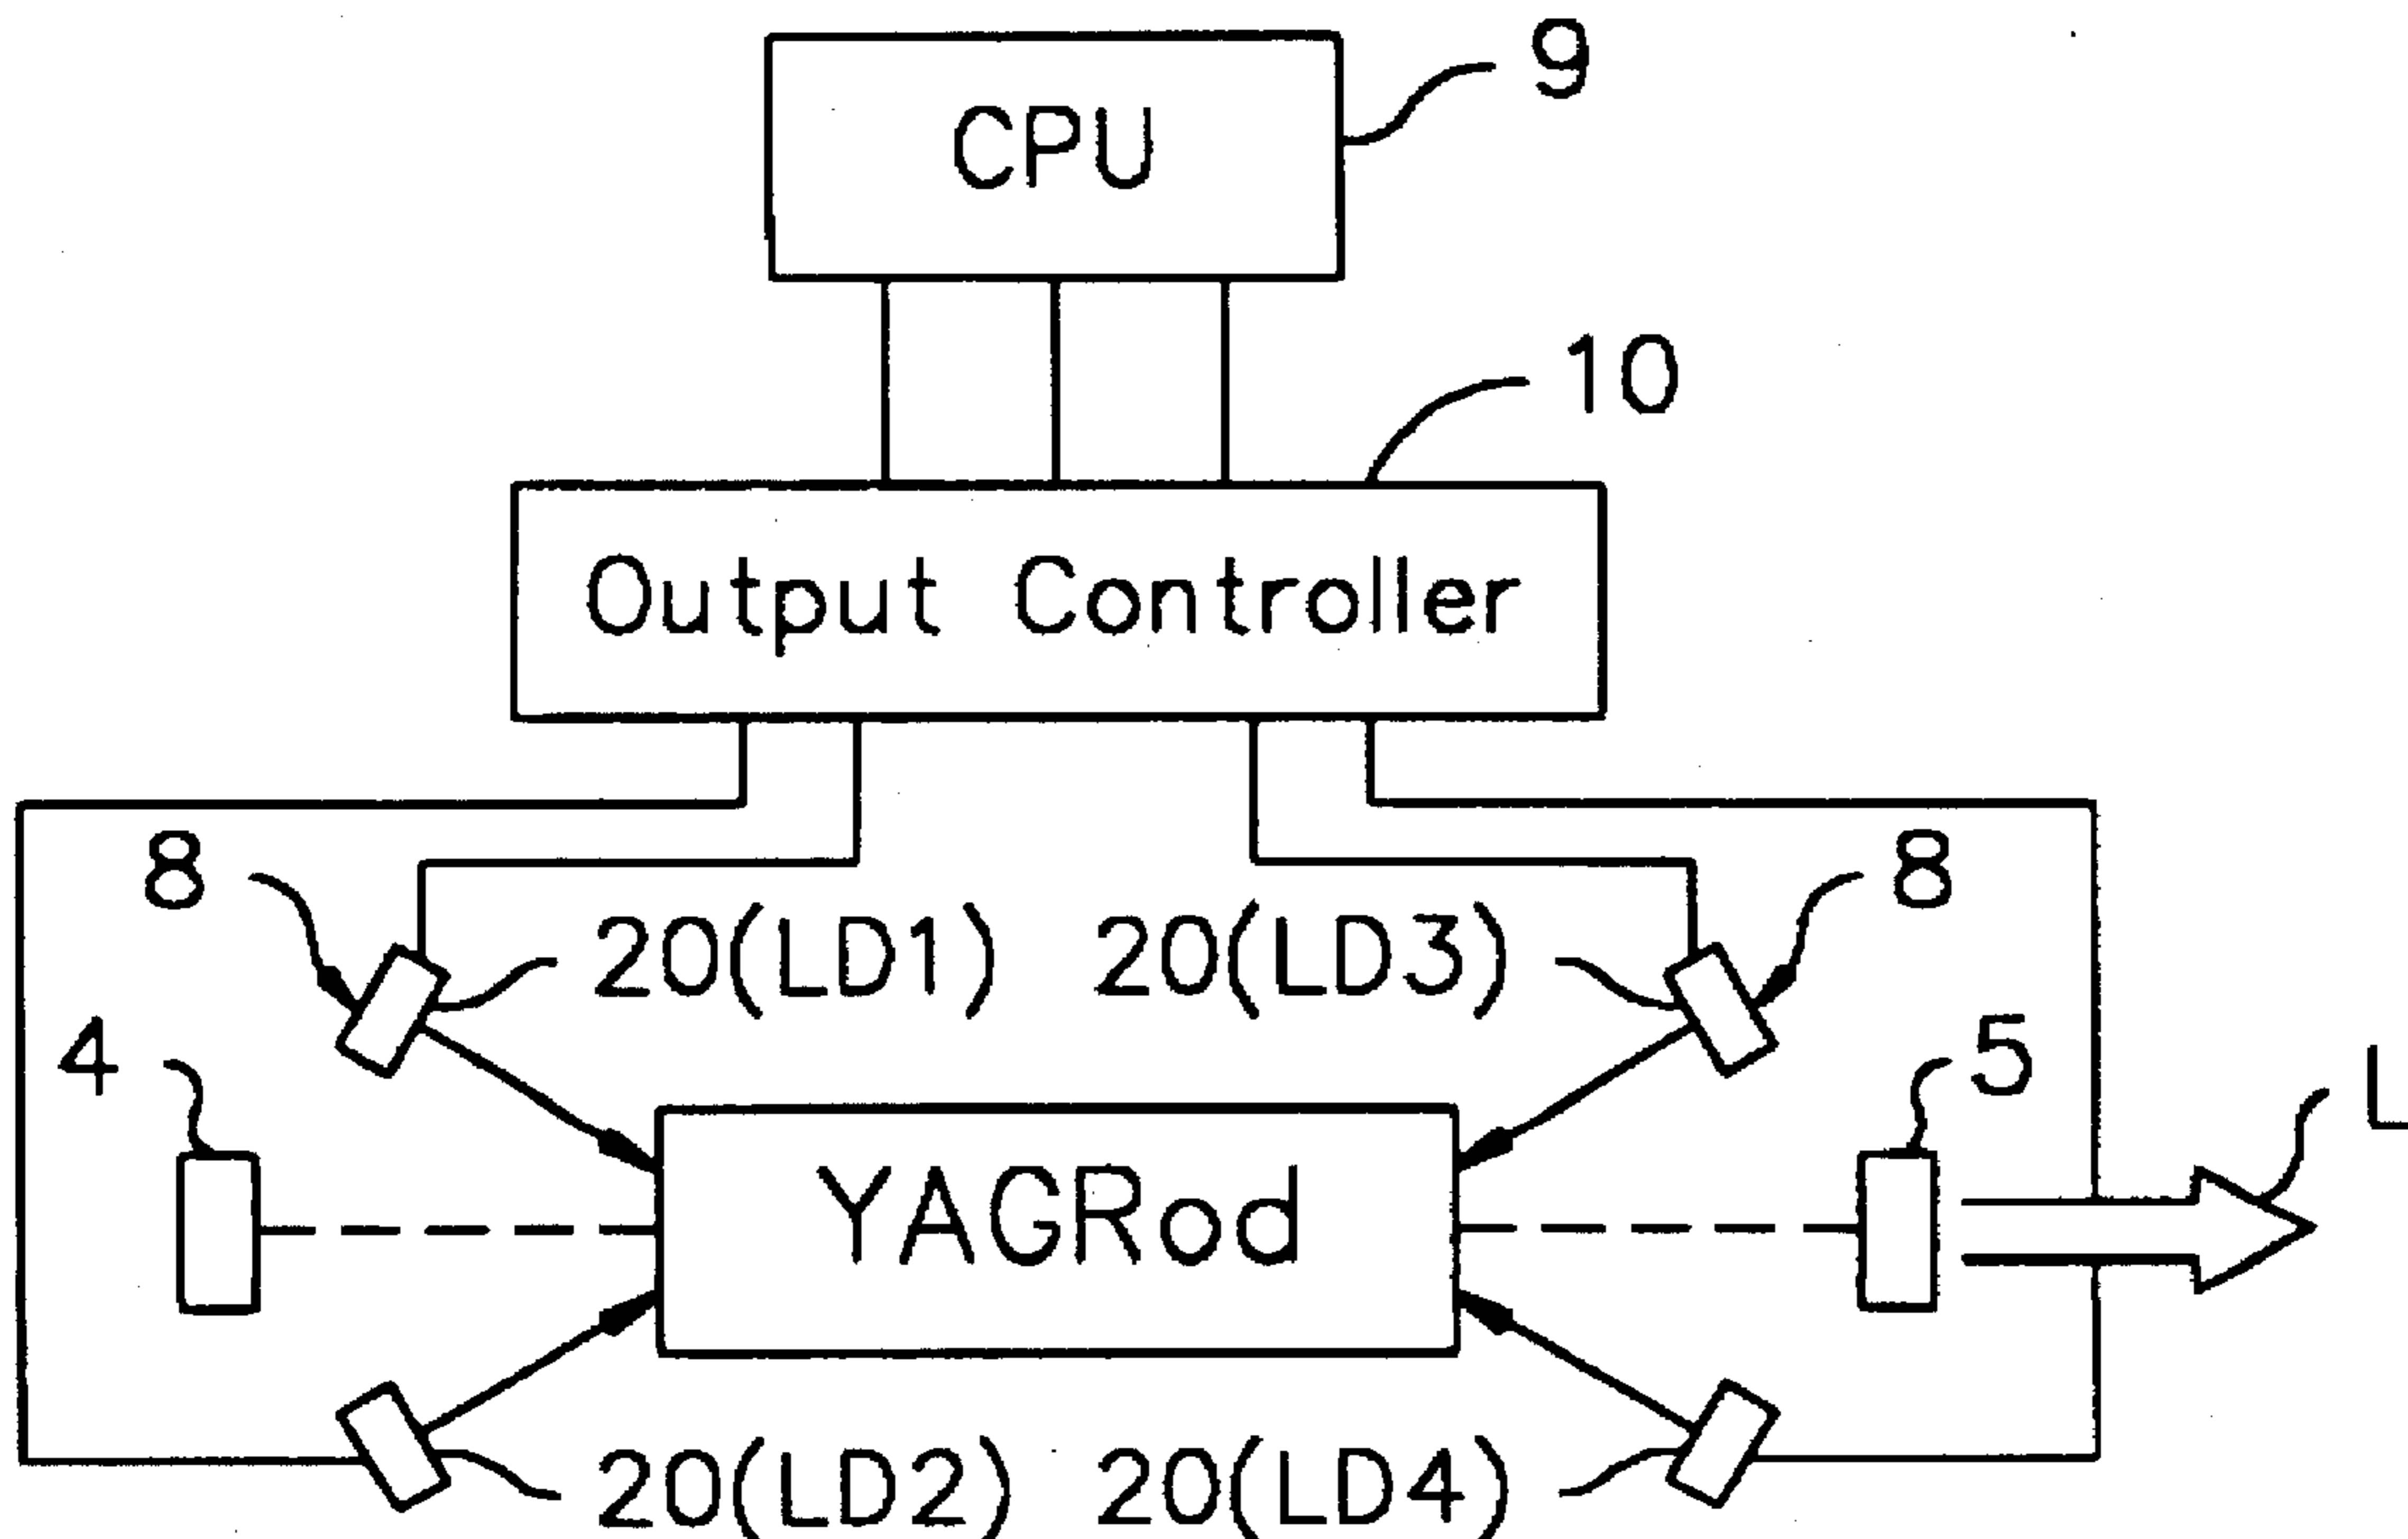 9
CPU
10
Output Controller
8
8
20(LD1) 20(LD3)
4
5
L
YAGRod
20(LD2) 20(LD4)